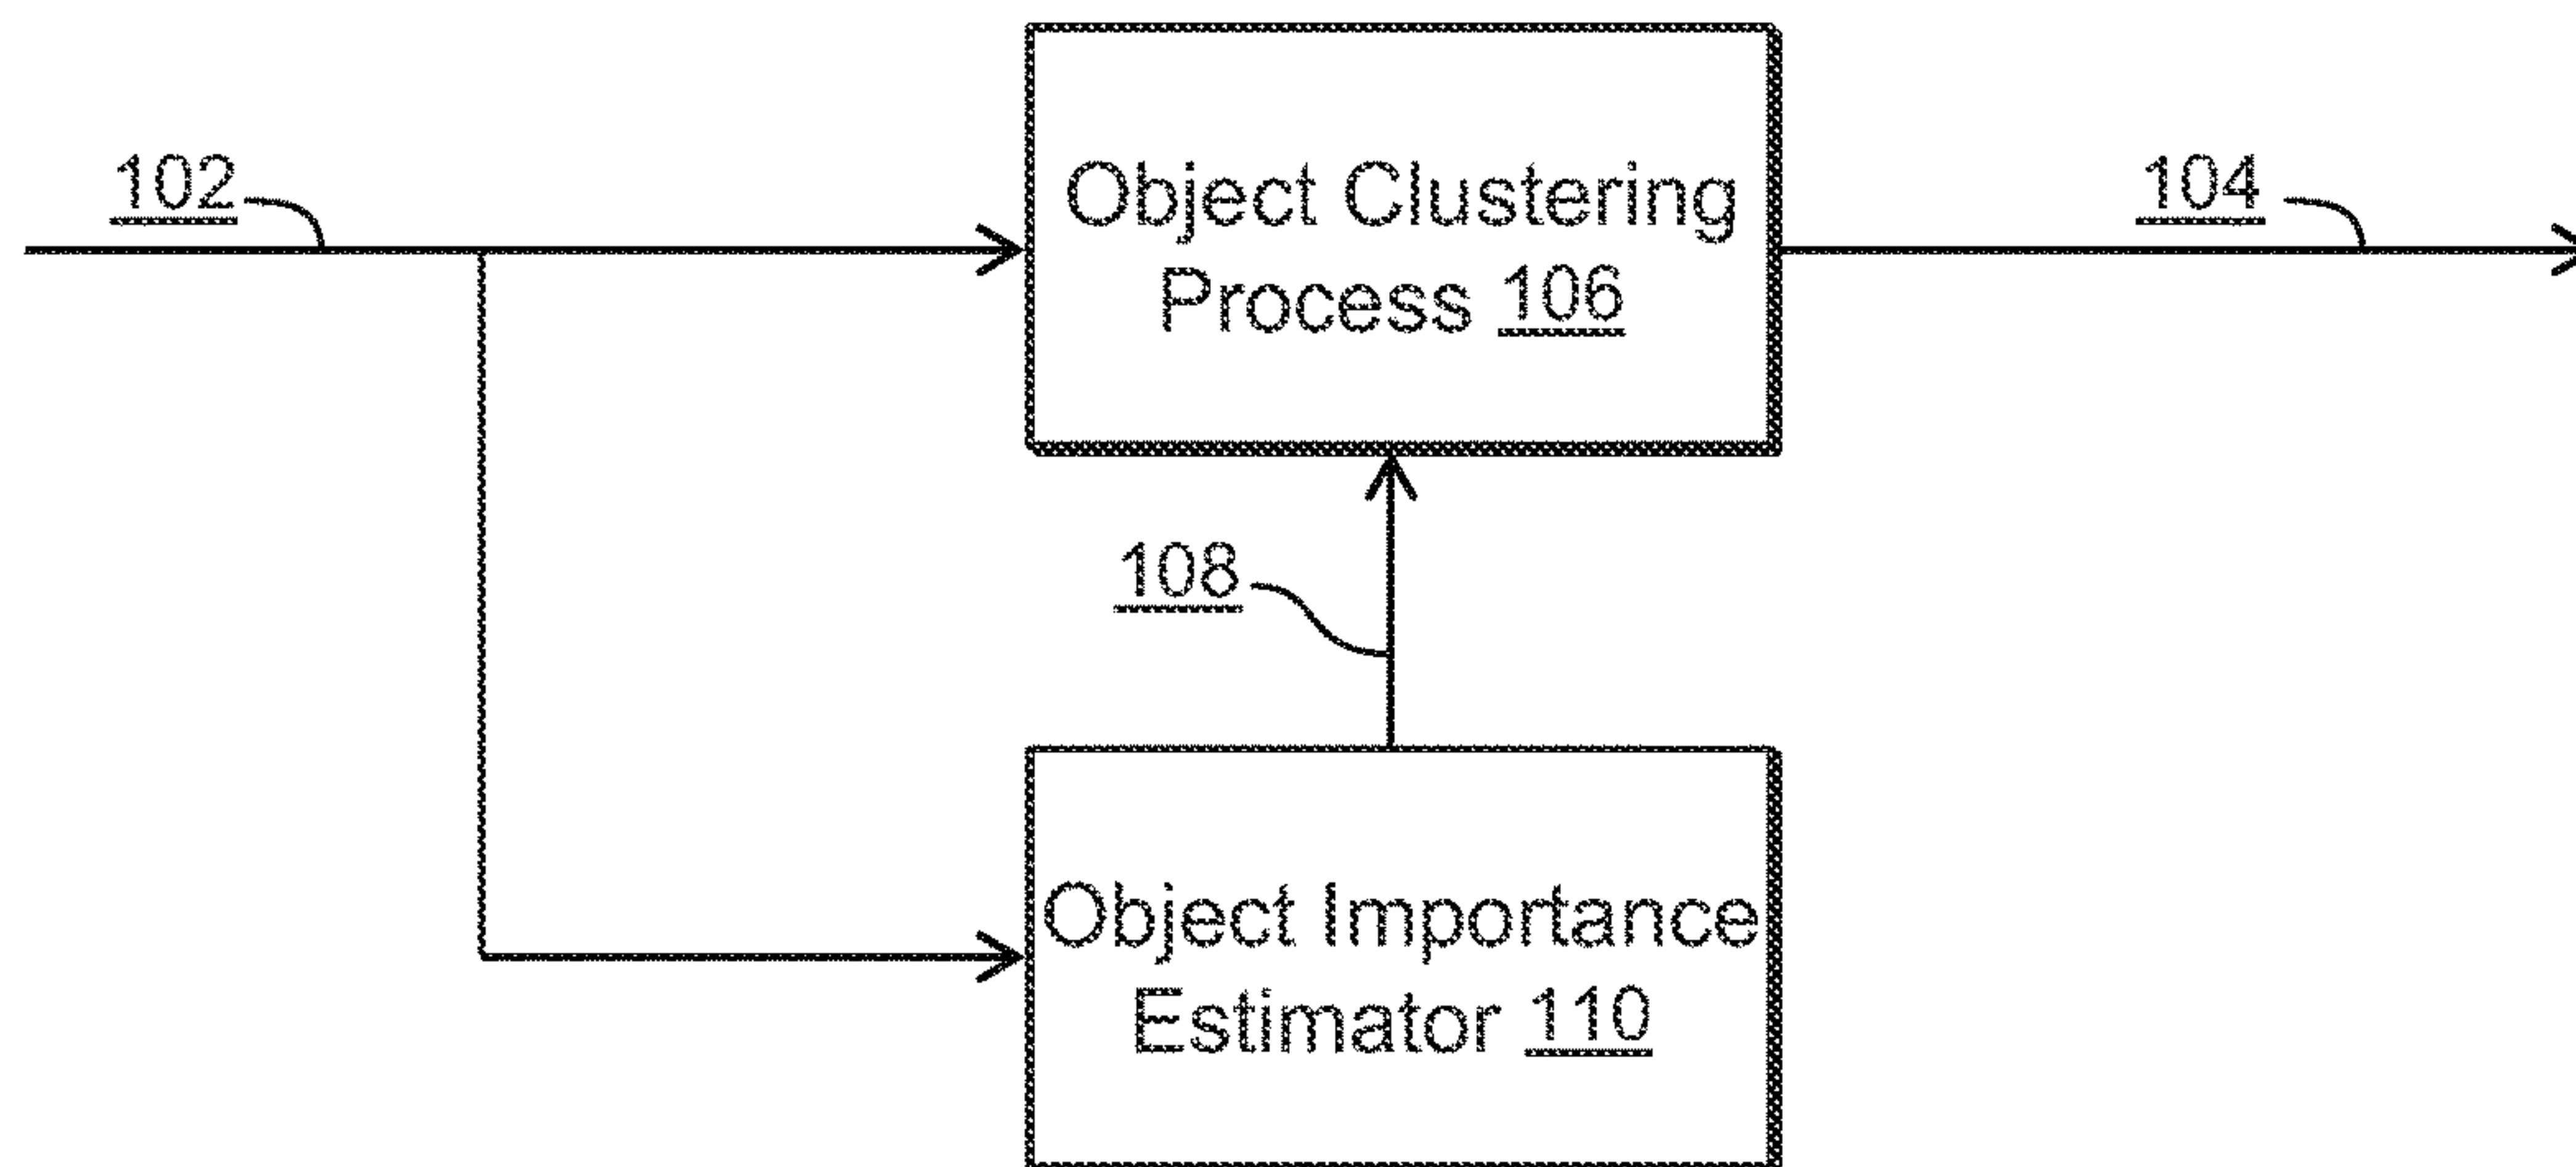 102
Object Clustering
Process 106
104
108
Object Importance
Estimator 110